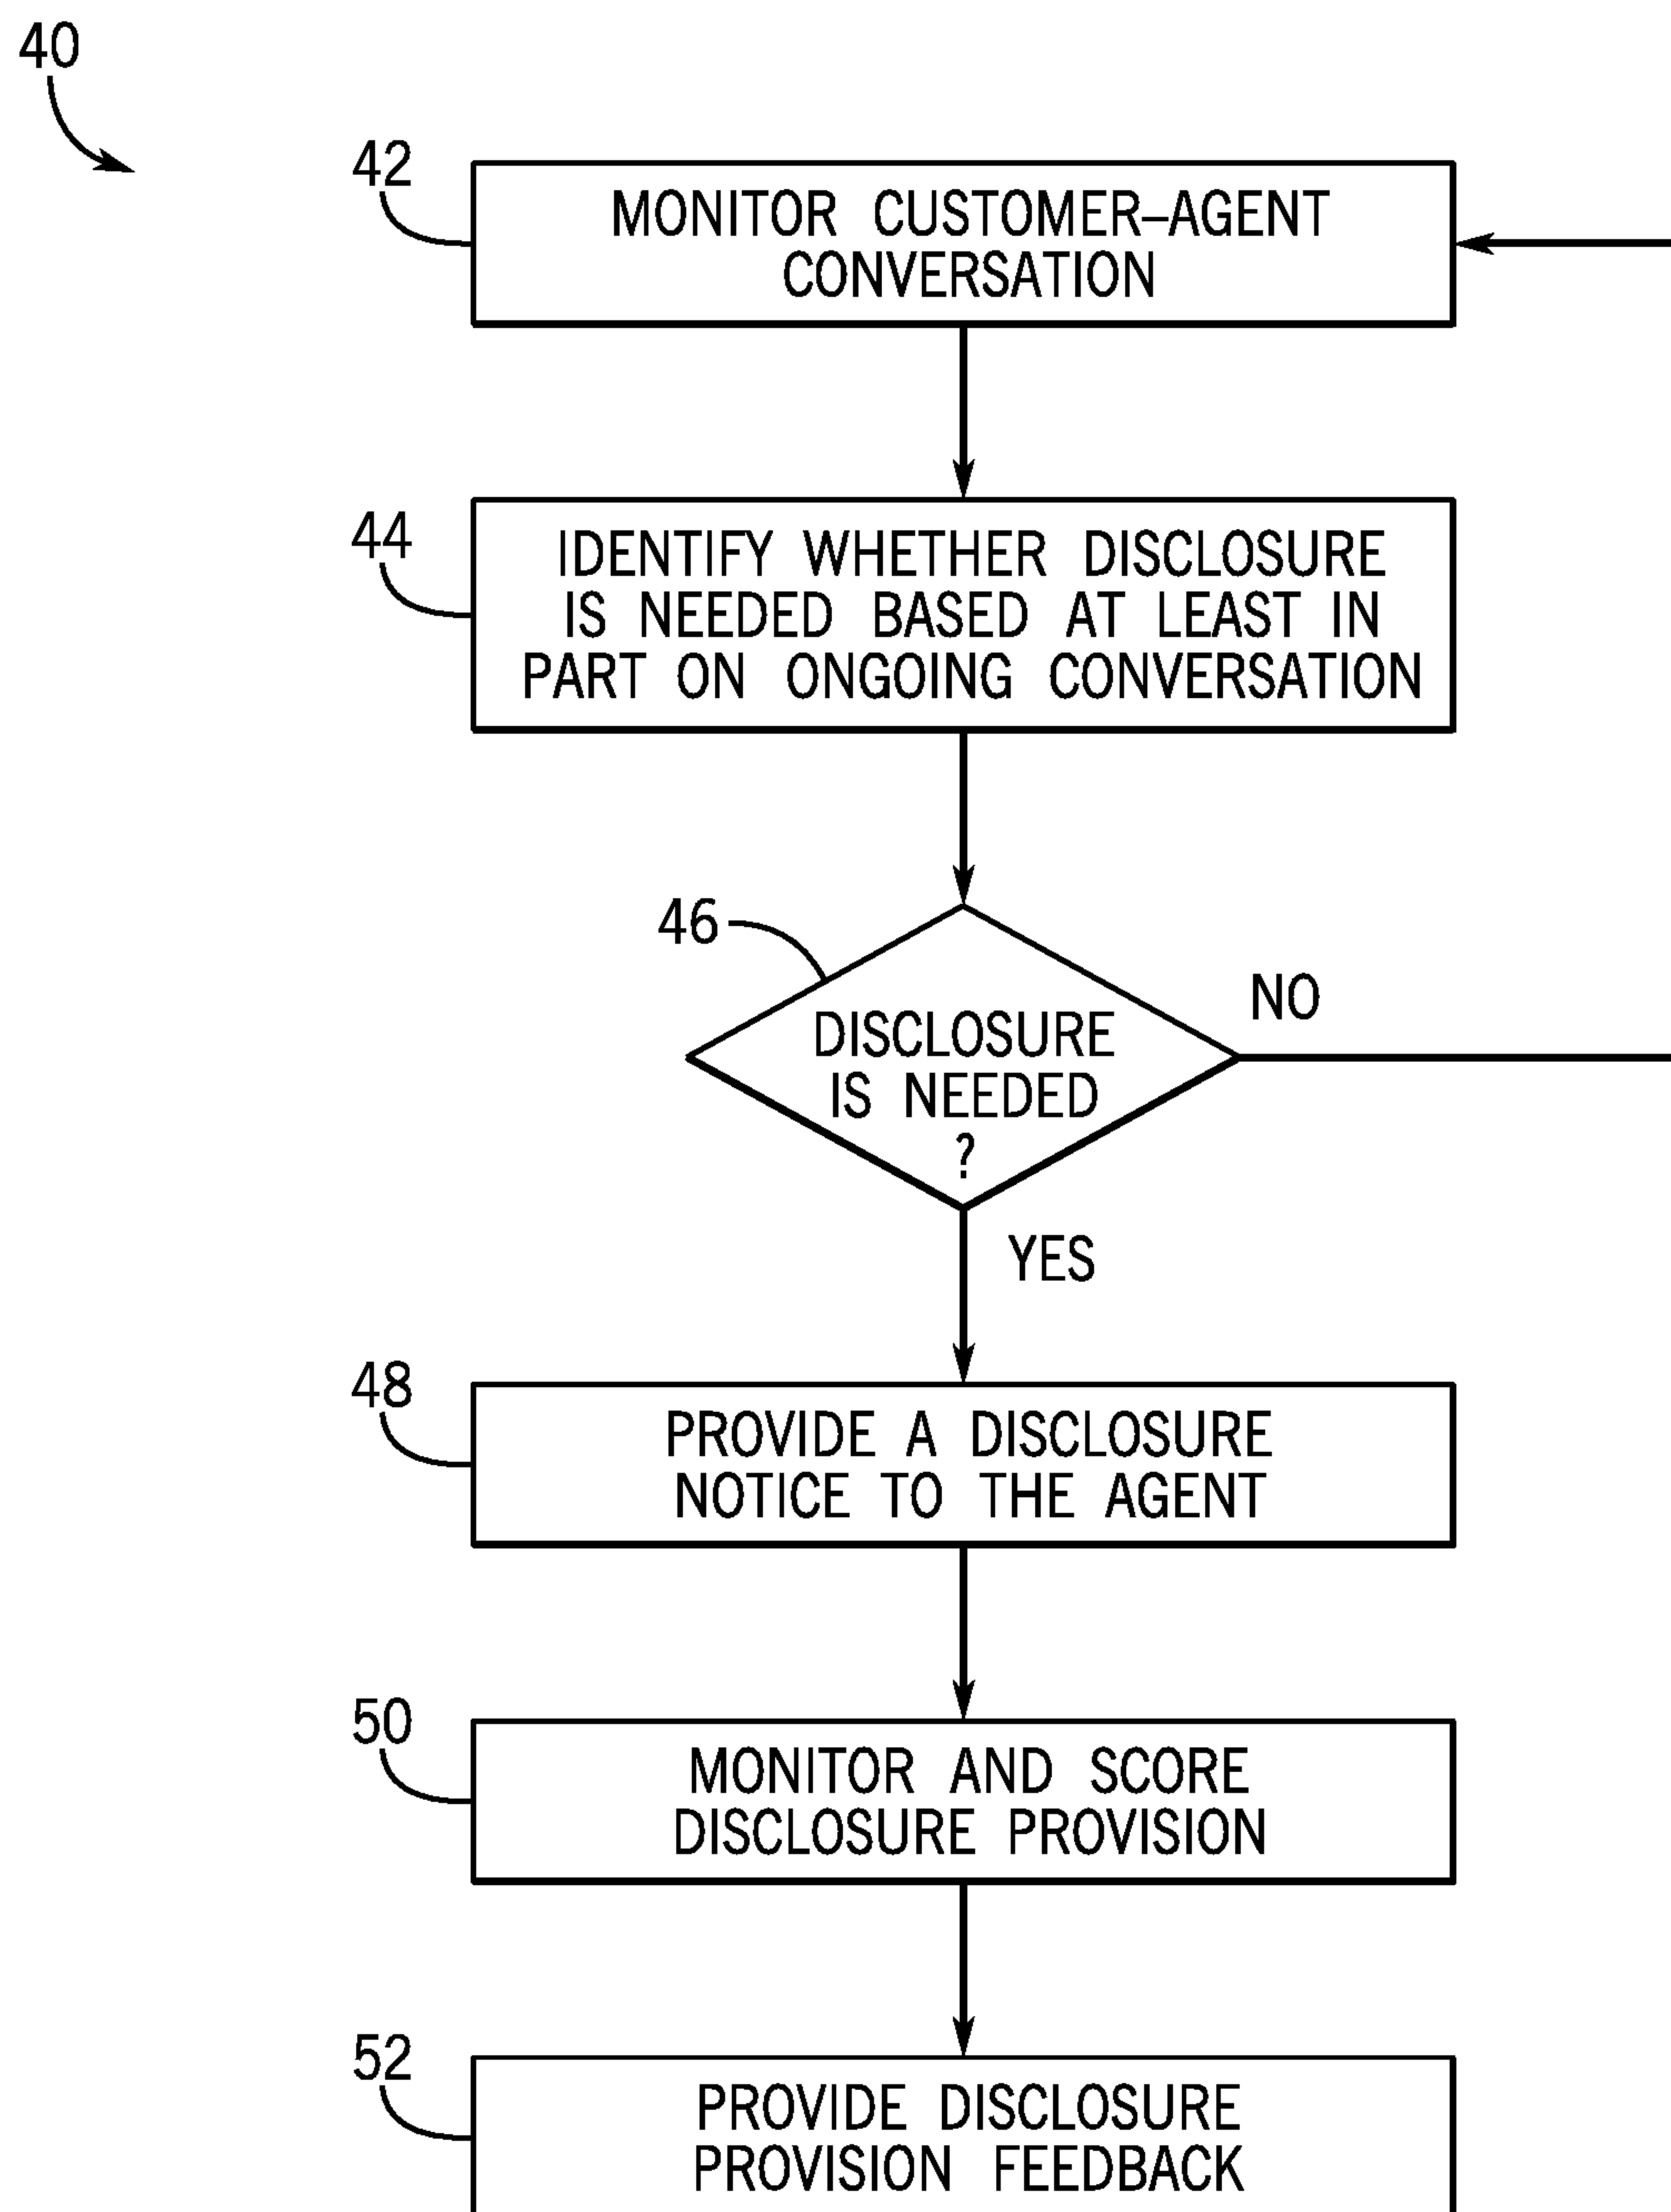 40
42
MONITOR CUSTOMER–AGENT
CONVERSATION
44
IDENTIFY WHETHER DISCLOSURE
IS NEEDED BASED AT LEAST IN
PART ON ONGOING CONVERSATION
46
DISCLOSURE
IS NEEDED
?
NO
YES
48
PROVIDE A DISCLOSURE
NOTICE TO THE AGENT
50
MONITOR AND SCORE
DISCLOSURE PROVISION
52
PROVIDE DISCLOSURE
PROVISION FEEDBACK